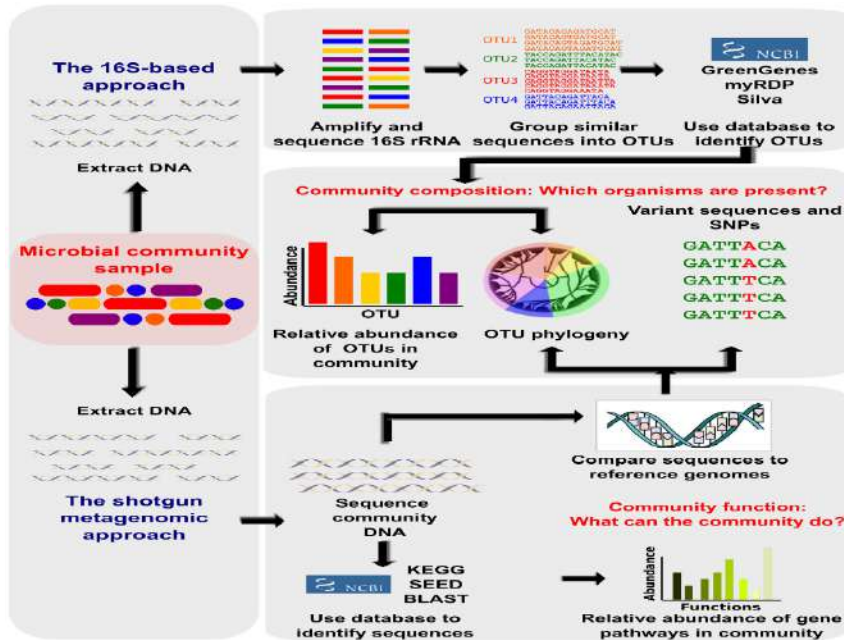 The 16S-based
approach
Extract DNA
Microbial community
sample
Extract DNA
The shotgun
metagenomic
approach
Amplify and
sequence 16S rRNA
OTU1
OTU2
OTU3
OTU4
Group similar
sequences into OTUs
NCBI
GreenGenes
myRDP
Silva
Use database to
identify OTUs
Community composition: Which organisms are present?
Abundance
OTU
Relative abundance
of OTUs in
community
OTU phylogeny
Variant sequences and
SNPs
GATTACA
GATTACA
GATTTCA
GATTTCA
GATTTCA
Sequence
community
DNA
Compare sequences to
reference genomes
NCBI
KEGG
SEED
BLAST
Use database to
identify sequences
Community function:
What can the community do?
Abundance
Functions
Relative abundance of gene
pathways in community